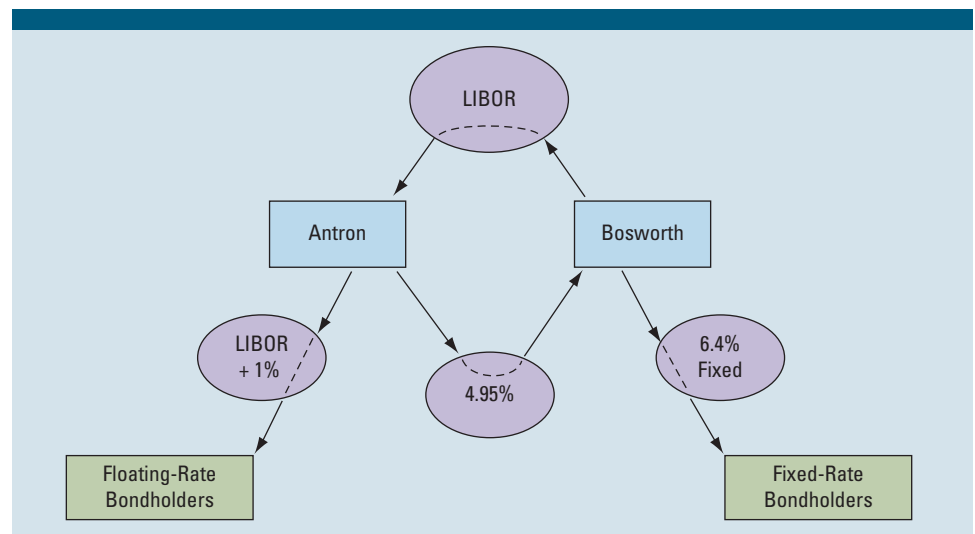 LIBOR
Antron
Bosworth
LIBOR
+ 1%
4.95%
6.4%
Fixed
Floating-Rate
Bondholders
Fixed-Rate
Bondholders